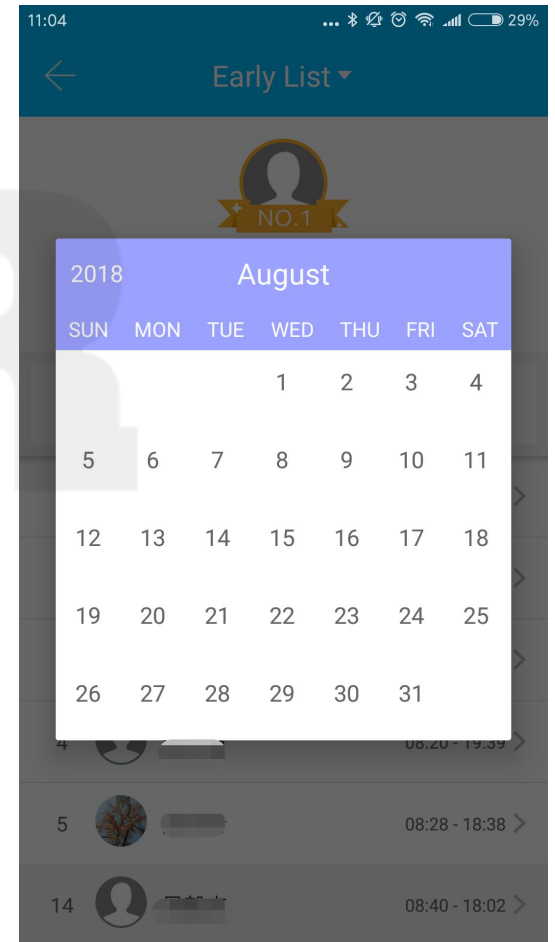 11:04 ... 29%
Early List
NO.1
2018 August
SUN MON TUE WED THU FRI SAT
1 2 3 4
5 6 7 8 9 10 11
12 13 14 15 16 17 18
19 20 21 22 23 24 25
26 27 28 29 30 31
4 08:20 - 19:39
5 08:28 - 18:38
14 08:40 - 18:02